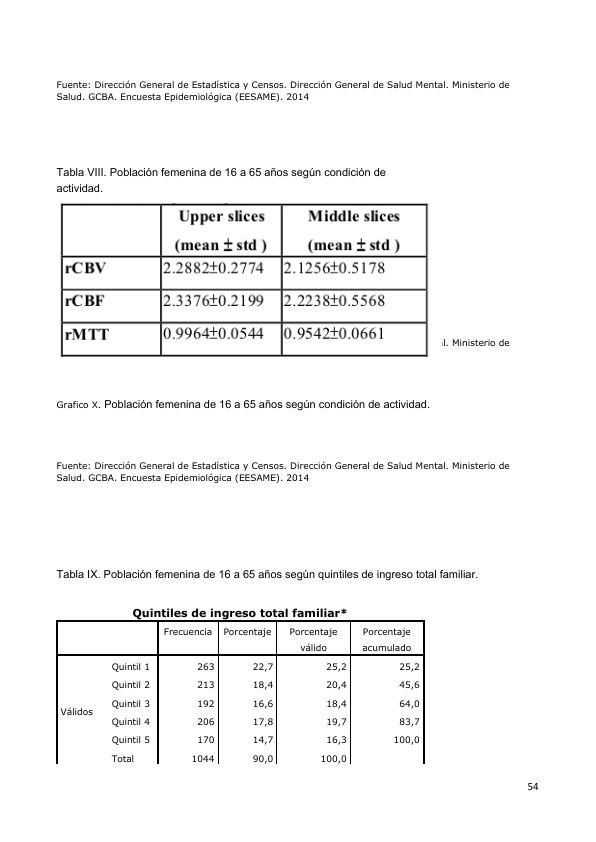 Fuente: Dirección General de Estadística y Censos. Dirección General de Salud Mental. Ministerio de
Salud. GCBA. Encuesta Epidemiológica (EESAME). 2014
Tabla VIII. Población femenina de 16 a 65 años según condición de
actividad.
Upper slices Middle slices
(mean ± std ) (mean ± std )
rCBV 2.2882±0.2774 2.1256±0.5178
rCBF 2.3376±0.2199 2.2238±0.5568
rMTT 0.9964±0.0544 0.9542±0.0661
l. Ministerio de
Grafico X. Población femenina de 16 a 65 años según condición de actividad.
Fuente: Dirección General de Estadística y Censos. Dirección General de Salud Mental. Ministerio de
Salud. GCBA. Encuesta Epidemiológica (EESAME). 2014
Tabla IX. Población femenina de 16 a 65 años según quintiles de ingreso total familiar.
Quintiles de ingreso total familiar*
Frecuencia Porcentaje Porcentaje Porcentaje
válido acumulado
Quintil 1 263 22,7 25,2 25,2
Quintil 2 213 18,4 20,4 45,6
Quintil 3 192 16,6 18,4 64,0
Válidos
Quintil 4 206 17,8 19,7 83,7
Quintil 5 170 14,7 16,3 100,0
Total 1044 90,0 100,0
54